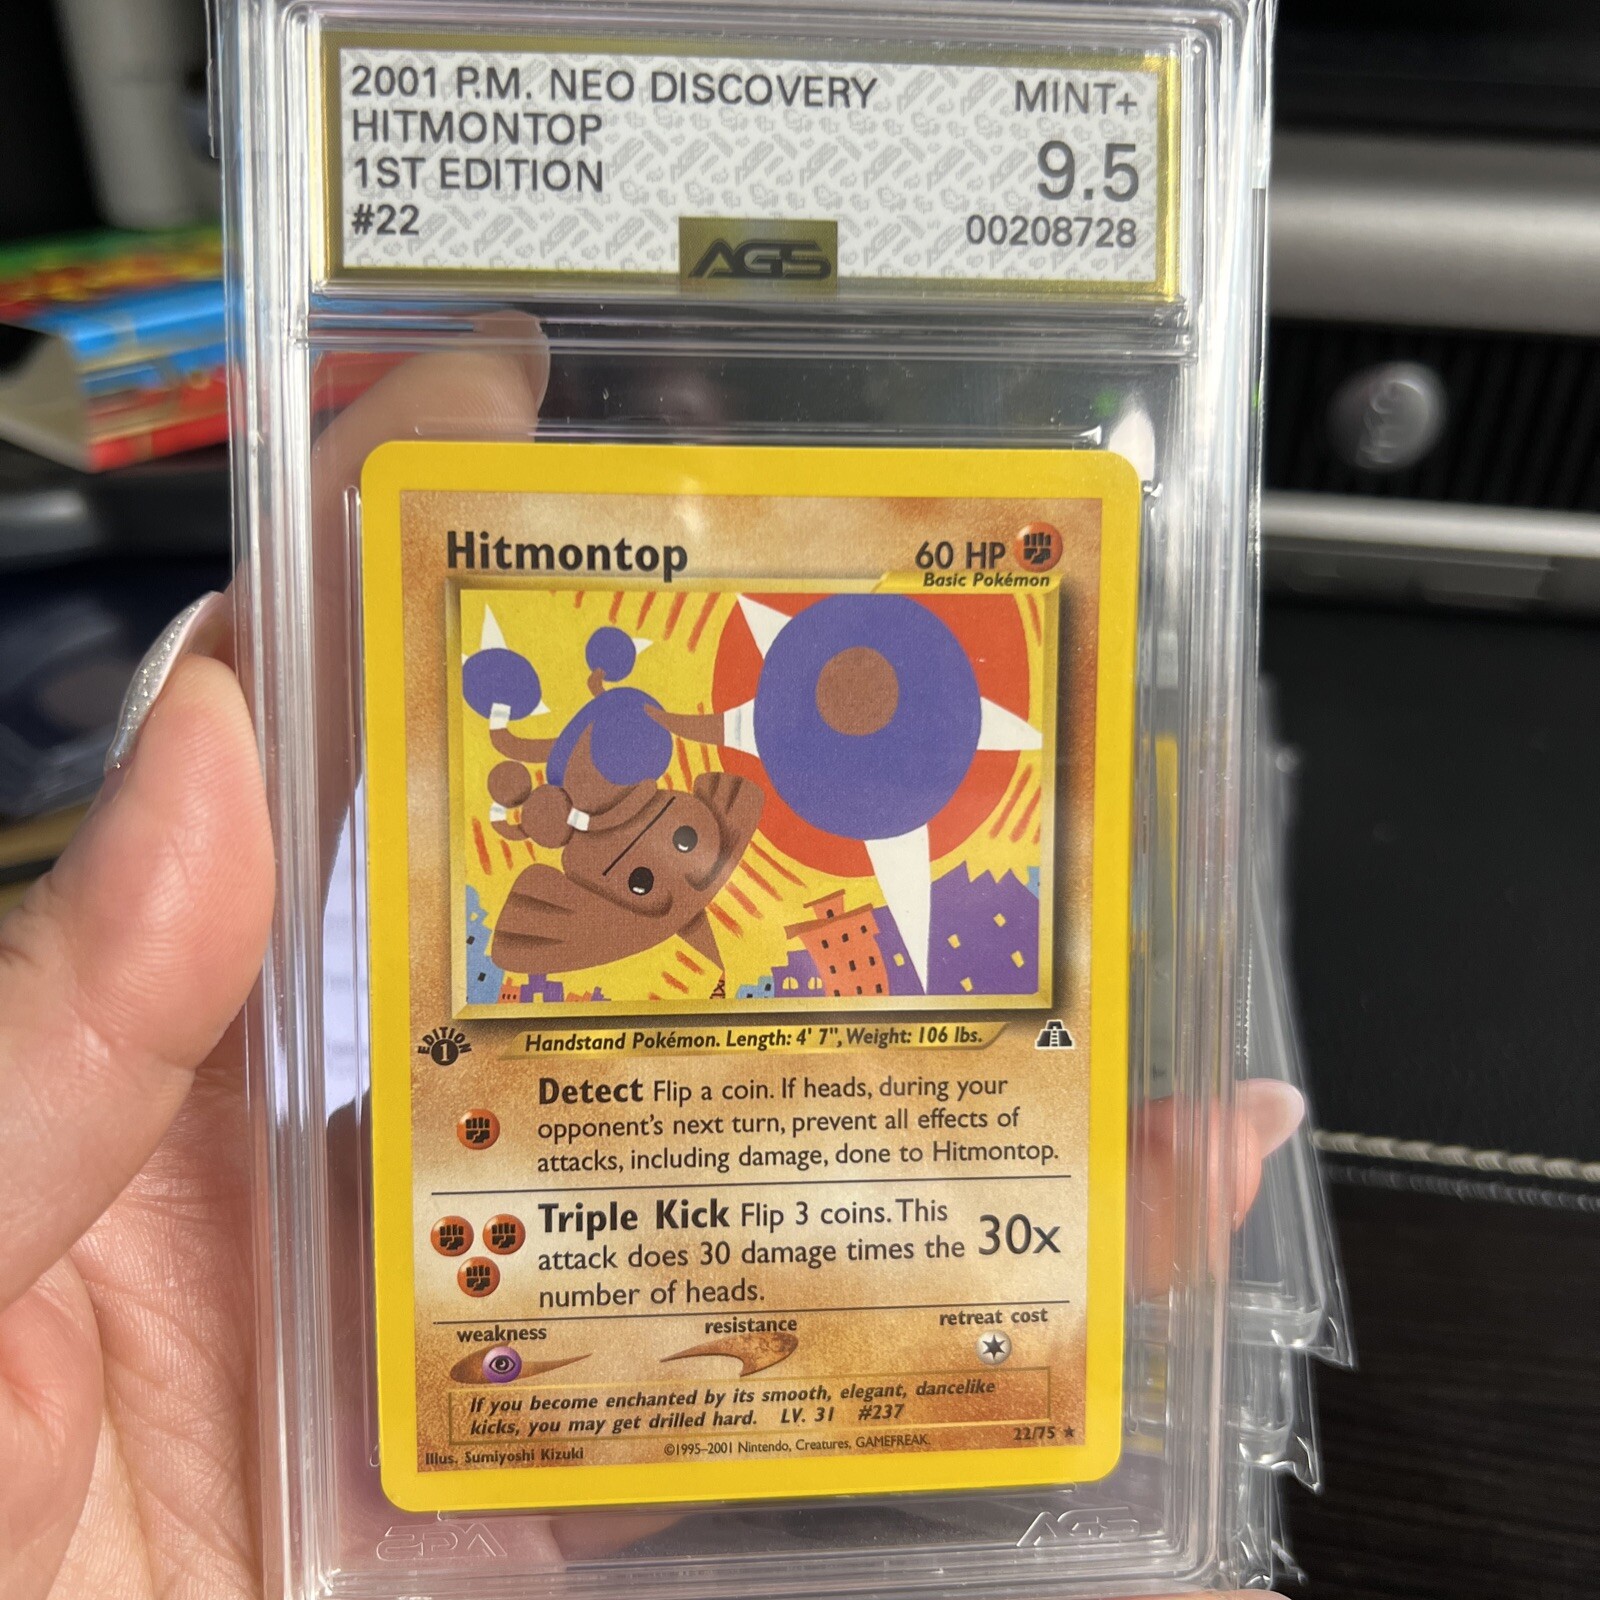 2001 P.M. NEO DISCOVERY
HITMONTOP
1ST EDITION
#22
MINT+
9.5
00208728
AGS
Hitmontop
60 HP
Basic Pokémon
EDITION
1
Handstand Pokémon. Length: 4' 7", Weight: 106 lbs.
Detect Flip a coin. If heads, during your
opponent's next turn, prevent all effects of
attacks, including damage, done to Hitmontop.
Triple Kick Flip 3 coins. This
attack does 30 damage times the
number of heads.
30x
weakness
resistance
retreat cost
If you become enchanted by its smooth, elegant, dancelike
kicks, you may get drilled hard. LV. 31 #237
22/75 ★
Illus. Sumiyoshi Kizuki
©1995–2001 Nintendo, Creatures, GAMEFREAK.
AGS
AGS